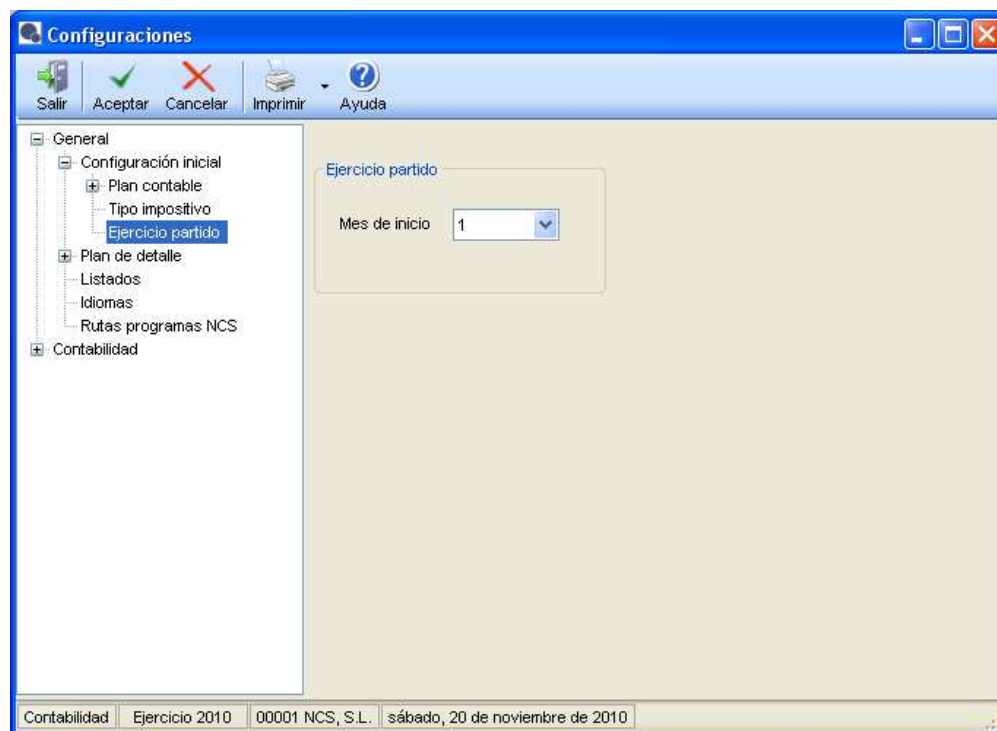 Configuraciones
Salir Aceptar Cancelar Imprimir Ayuda
General
Configuración inicial
Plan contable
Tipo impositivo
Ejercicio partido
Plan de detalle
Listados
Idiomas
Rutas programas NCS
Contabilidad
Ejercicio partido
Mes de inicio 1
Contabilidad Ejercicio 2010 00001 NCS, S.L. sábado, 20 de noviembre de 2010